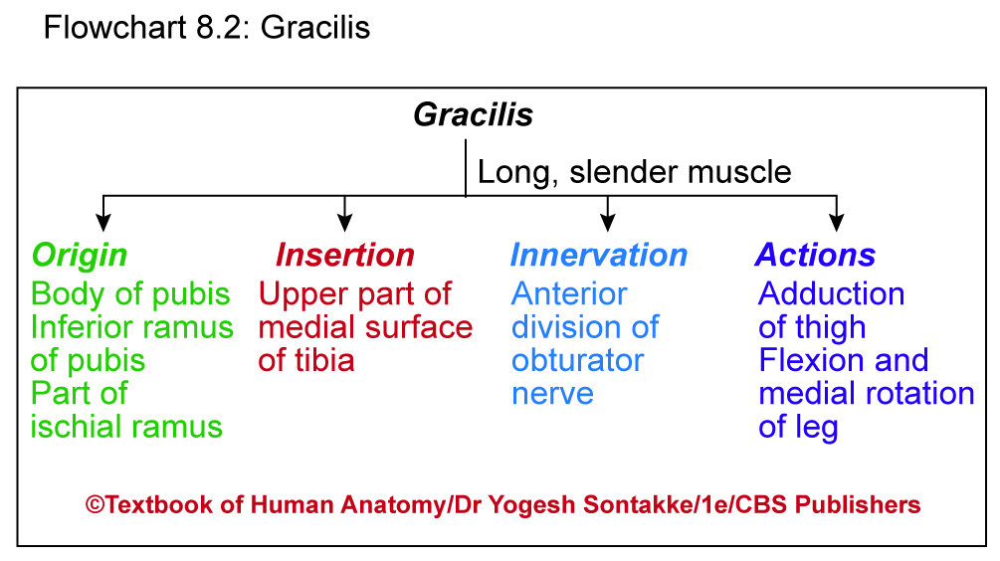 Flowchart 8.2: Gracilis
Gracilis
Long, slender muscle
Origin
Body of pubis
Inferior ramus
of pubis
Part of
ischial ramus
Insertion
Upper part of
medial surface
of tibia
Innervation
Anterior
division of
obturator
nerve
Actions
Adduction
of thigh
Flexion and
medial rotation
of leg
©Textbook of Human Anatomy/Dr Yogesh Sontakke/1e/CBS Publishers